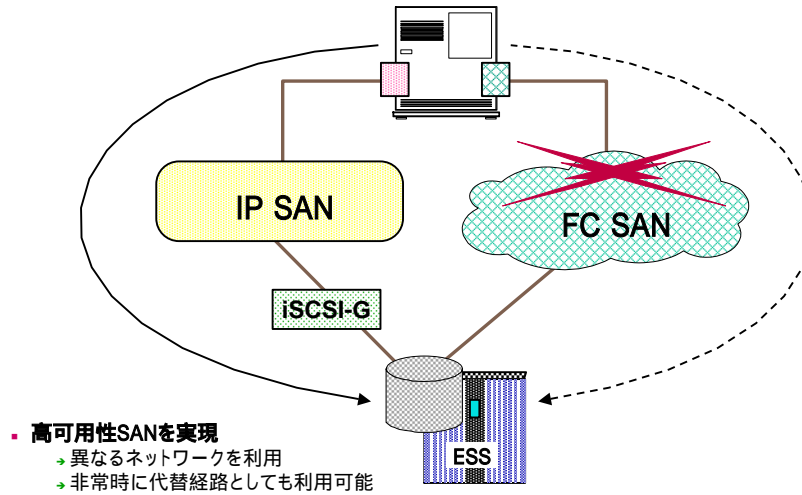 IP SAN
FC SAN
iSCSI-G
ESS
高可用性SANを実現
異なるネットワークを利用
非常時に代替経路としても利用可能